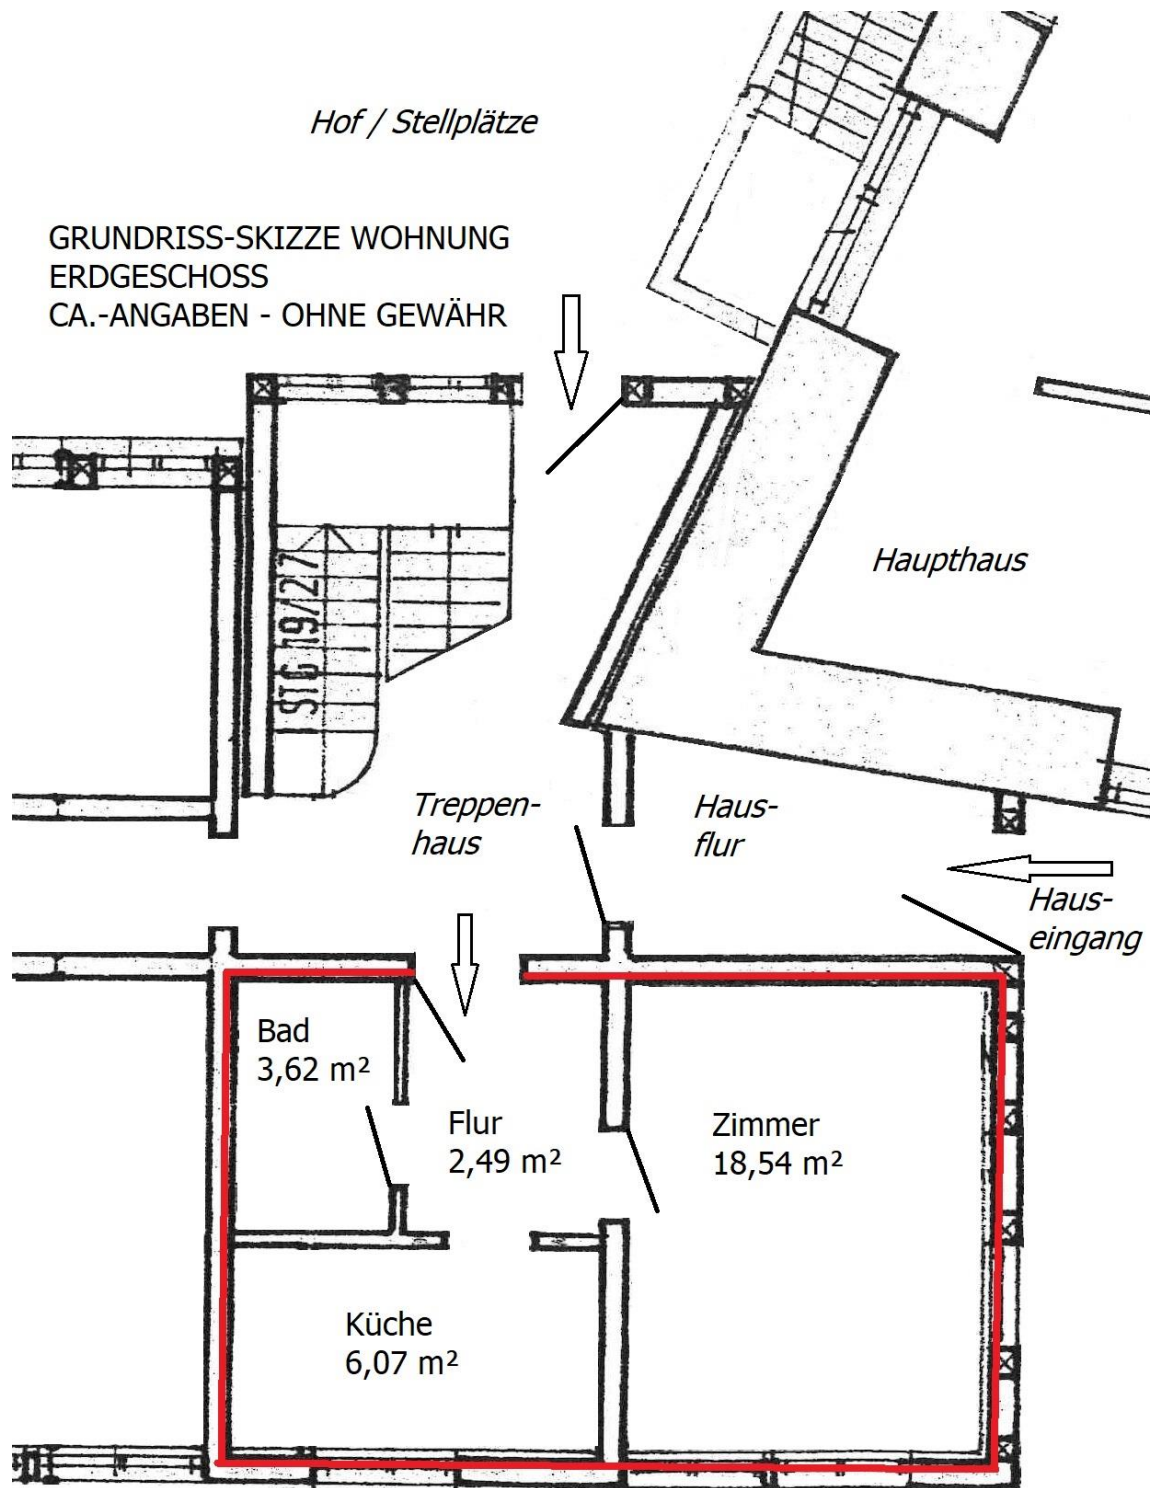 Hof / Stellplätze
GRUNDRISS-SKIZZE WOHNUNG
ERDGESCHOSS
CA.-ANGABEN - OHNE GEWÄHR
Haupthaus
STG 19/27
Treppen-
haus
Haus-
flur
Haus-
eingang
Bad
3,62 m²
Flur
2,49 m²
Zimmer
18,54 m²
Küche
6,07 m²